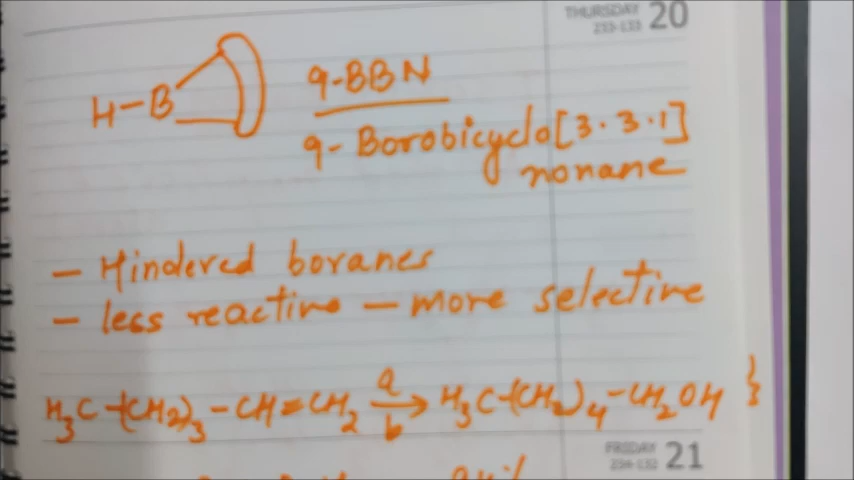 THURSDAY 20
233-133
H-B
9-BBN
9-Borobicyclo[3.3.1]
nonane
- Hindered boranes
- less reactive - more selective
H3C-(CH2)3-CH=CH2 a/b→ H3C-(CH2)4-CH2OH }
FRIDAY 21
234-132